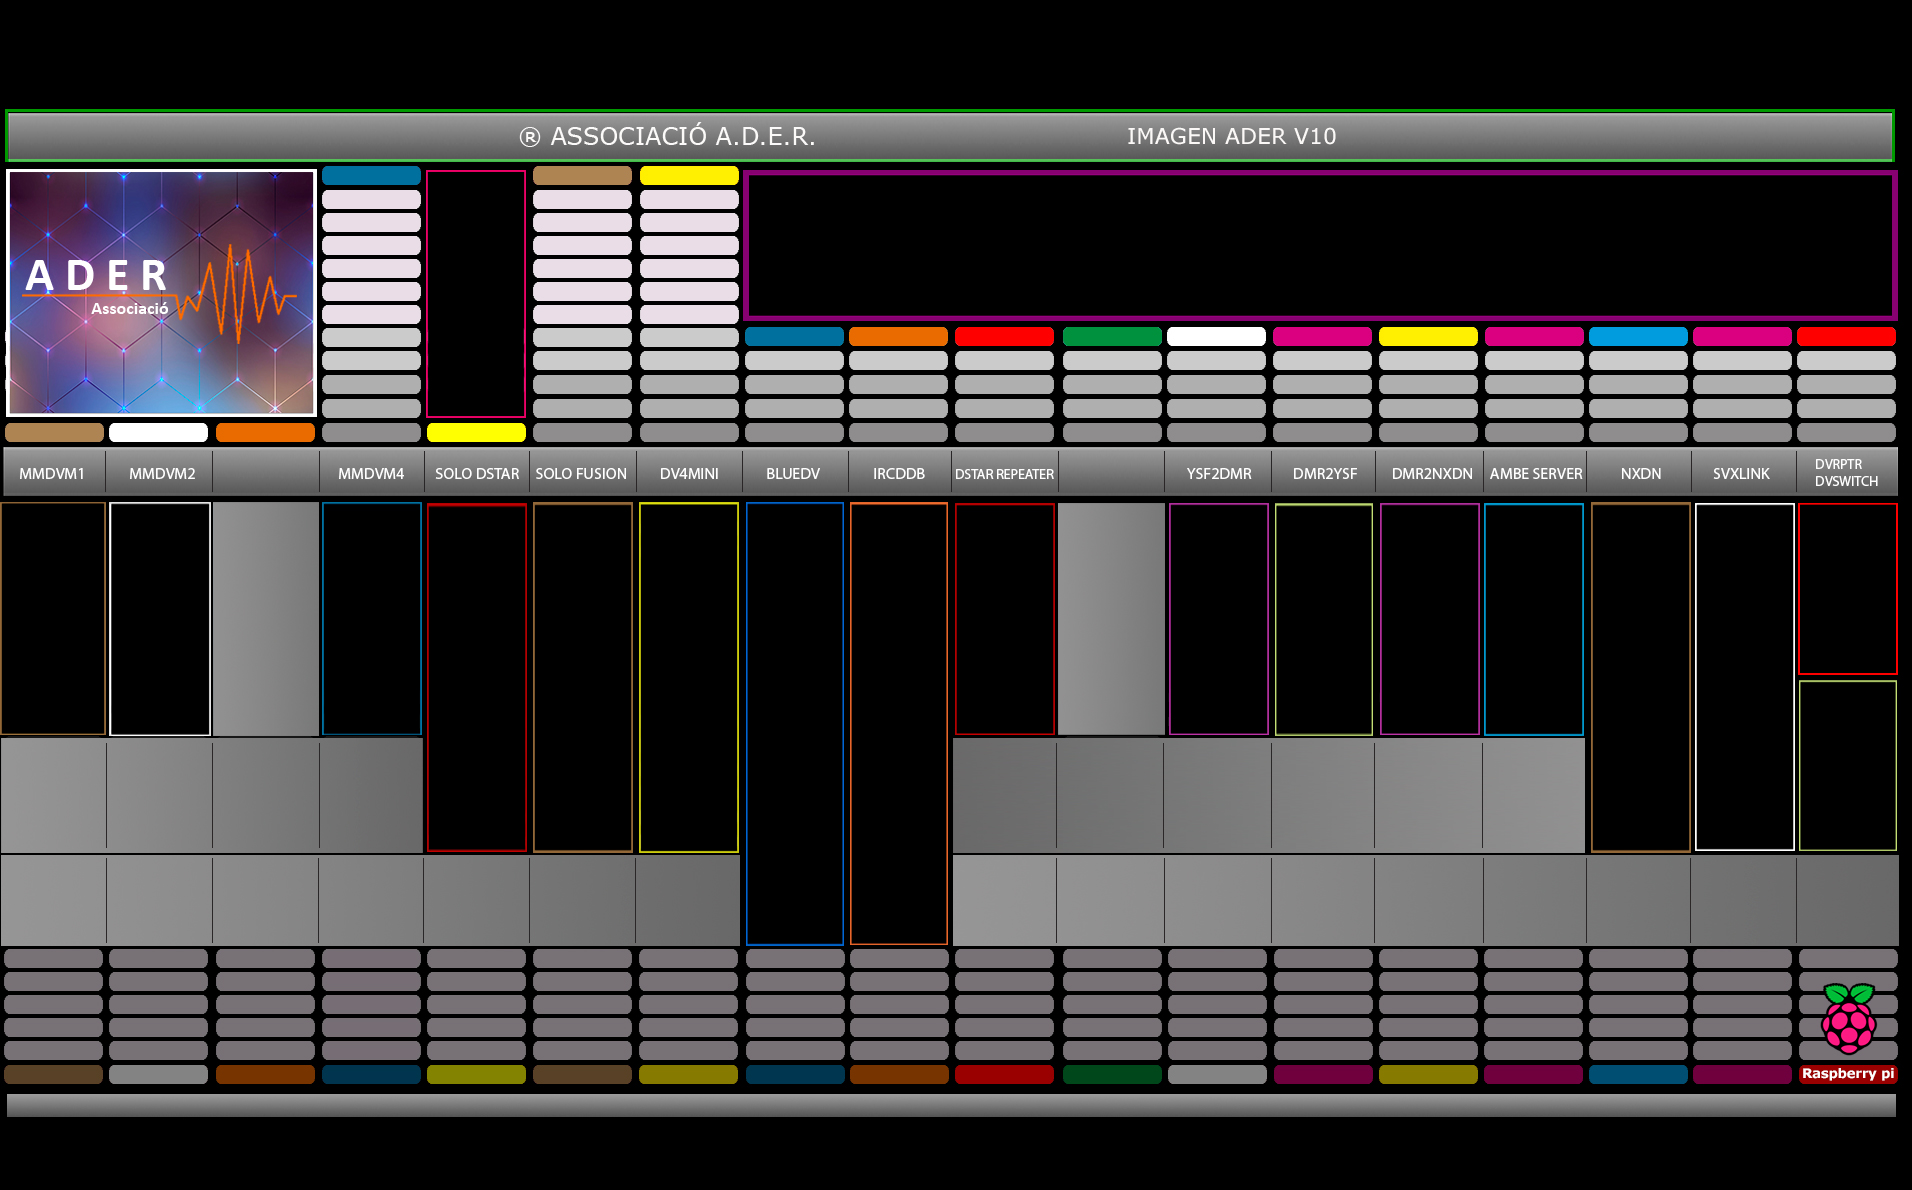 ® ASSOCIACIÓ A.D.E.R.
IMAGEN ADER V10
ADER
Associació
MMDVM1
MMDVM2
MMDVM4
SOLO DSTAR
SOLO FUSION
DV4MINI
BLUEDV
IRCDDB
DSTAR REPEATER
YSF2DMR
DMR2YSF
DMR2NXDN
AMBE SERVER
NXDN
SVXLINK
DVRPTR
DVSWITCH
Raspberry pi